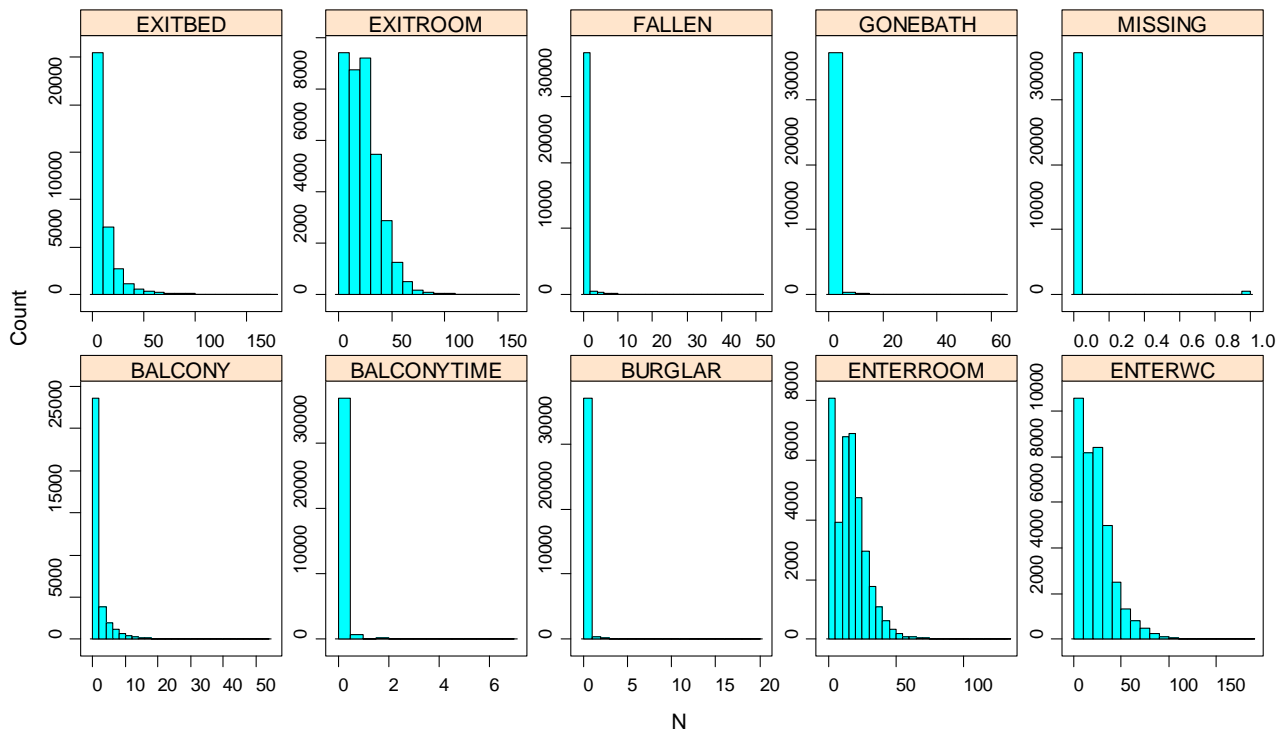 EXITBED
EXITROOM
FALLEN
GONEBATH
MISSING
0 5000 10000 20000
0 2000 4000 6000 8000
0 10000 20000 30000
0 10000 20000 30000
0 10000 20000 30000
0 50 100 150
0 50 100 150
0 10 20 30 40 50
0 20 40 60
0.0 0.2 0.4 0.6 0.8 1.0
Count
BALCONY
BALCONYTIME
BURGLAR
ENTERROOM
ENTERWC
0 5000 15000 25000
0 10000 20000 30000
0 10000 20000 30000
0 2000 4000 6000 8000
0 2000 4000 6000 8000 10000
0 10 20 30 40 50
0 2 4 6
0 5 10 15 20
0 50 100
0 50 100 150
N